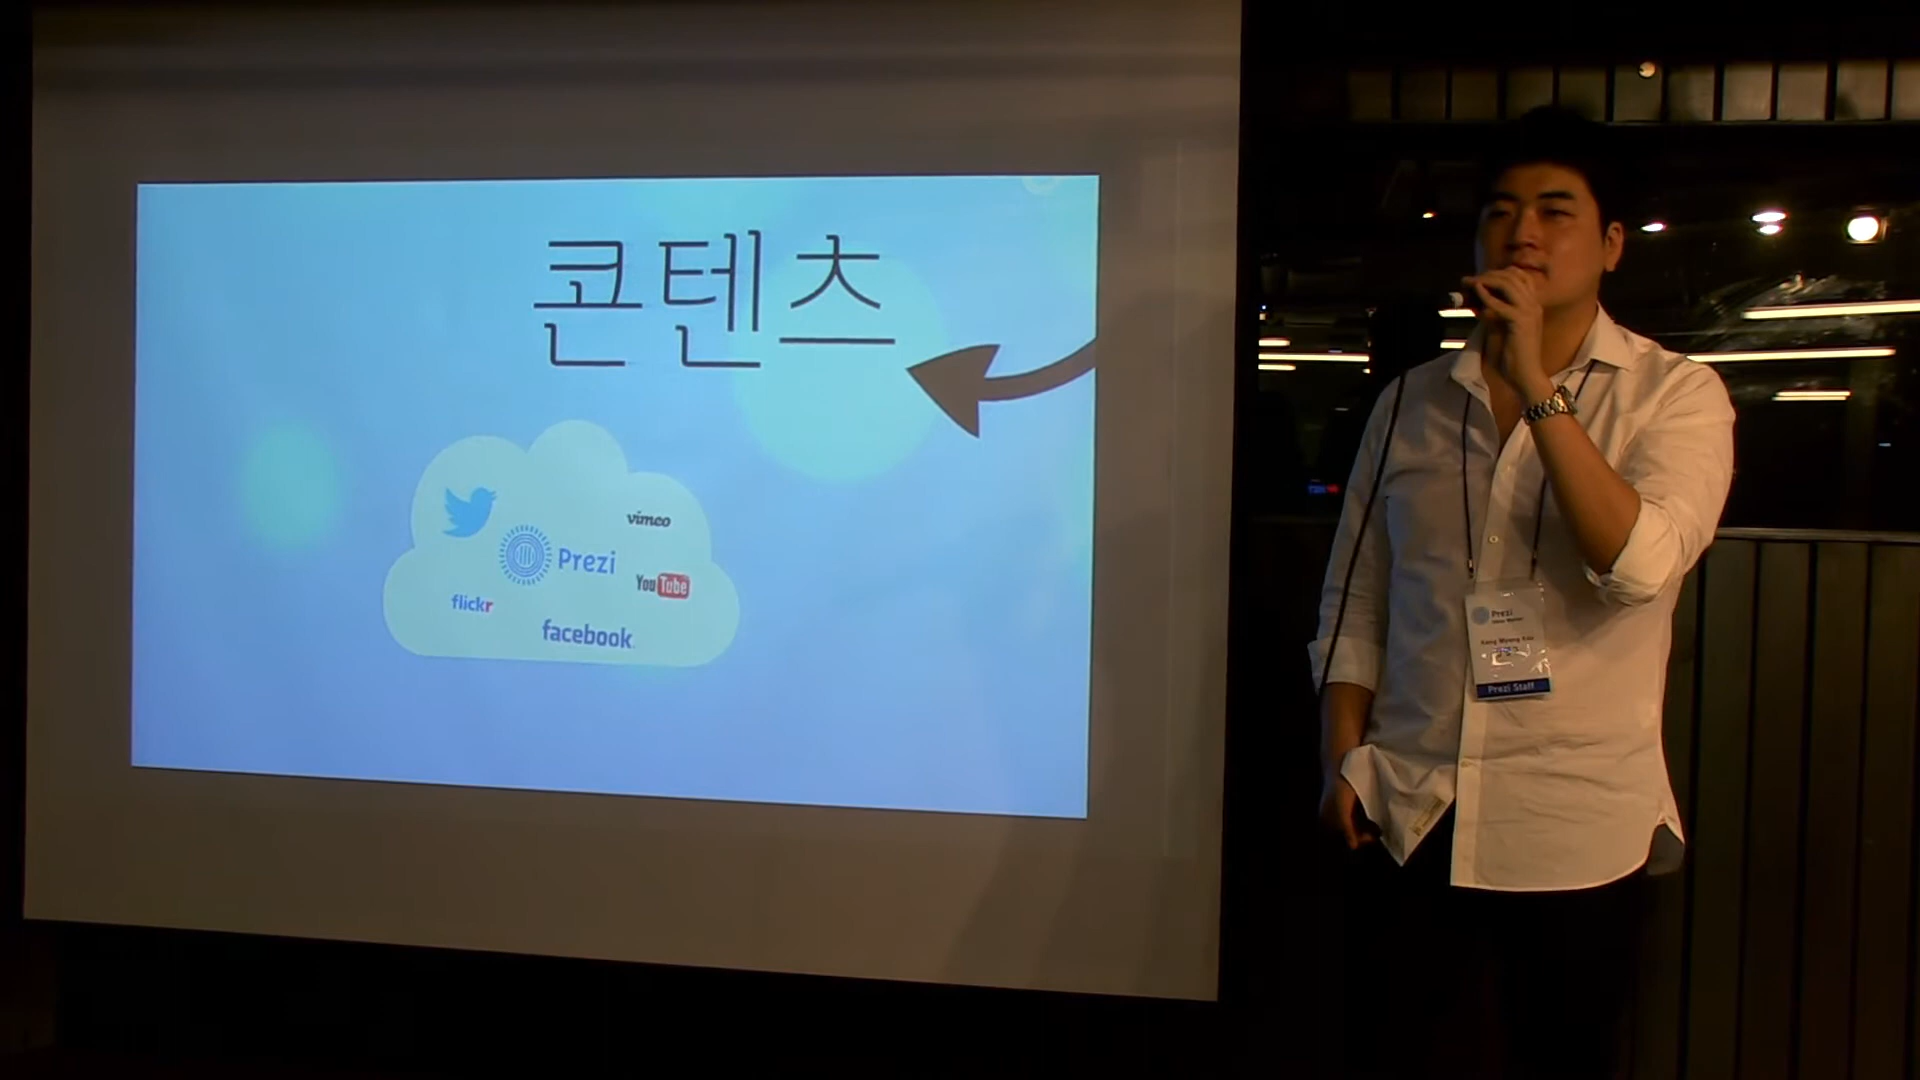 콘텐츠
vimeo
Prezi
YouTube
flickr
facebook
Prezi
Prezi Staff